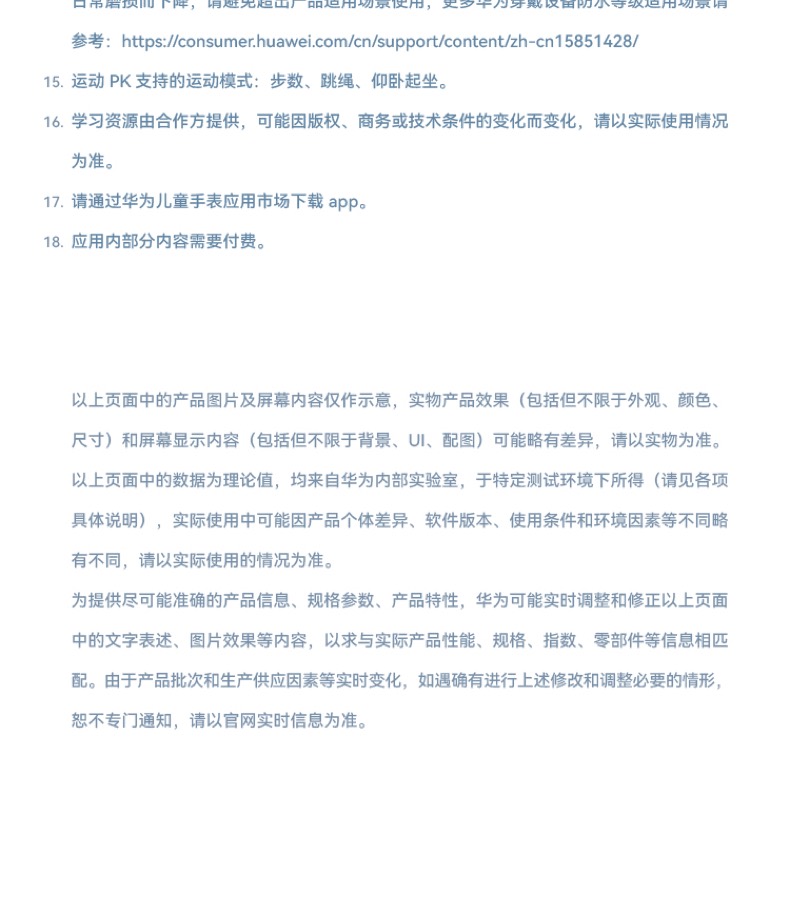 日常磨损而下降，请避免超出产品适用场景使用，更多华为穿戴设备防水等级适用场景请
参考：https://consumer.huawei.com/cn/support/content/zh-cn15851428/
15. 运动 PK 支持的运动模式：步数、跳绳、仰卧起坐。
16. 学习资源由合作方提供，可能因版权、商务或技术条件的变化而变化，请以实际使用情况
为准。
17. 请通过华为儿童手表应用市场下载 app。
18. 应用内部分内容需要付费。
以上页面中的产品图片及屏幕内容仅作示意，实物产品效果（包括但不限于外观、颜色、
尺寸）和屏幕显示内容（包括但不限于背景、UI、配图）可能略有差异，请以实物为准。
以上页面中的数据为理论值，均来自华为内部实验室，于特定测试环境下所得（请见各项
具体说明），实际使用中可能因产品个体差异、软件版本、使用条件和环境因素等不同略
有不同，请以实际使用的情况为准。
为提供尽可能准确的产品信息、规格参数、产品特性，华为可能实时调整和修正以上页面
中的文字表述、图片效果等内容，以求与实际产品性能、规格、指数、零部件等信息相匹
配。由于产品批次和生产供应因素等实时变化，如遇确有进行上述修改和调整必要的情形，
恕不专门通知，请以官网实时信息为准。